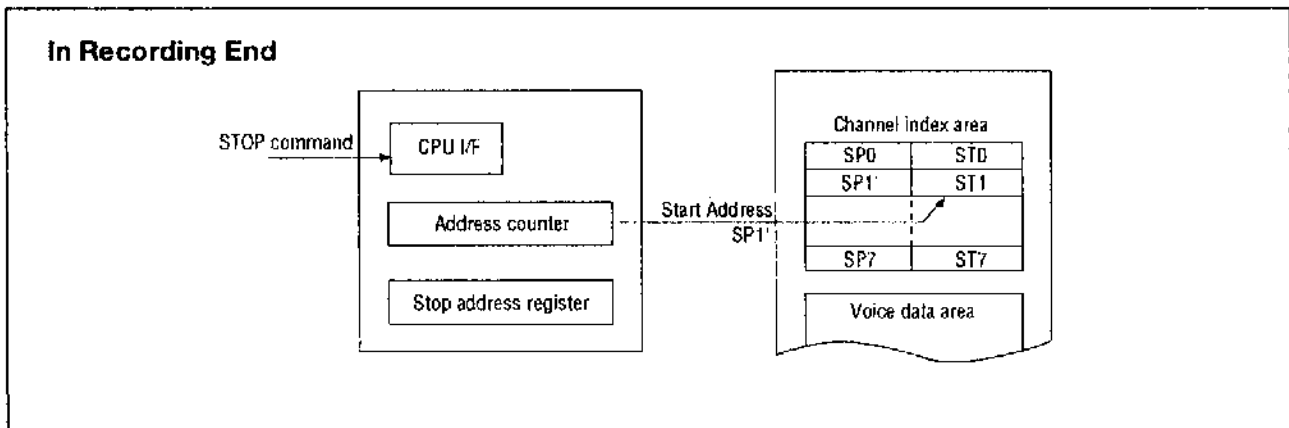 In Recording End
STOP command
CPU I/F
Address counter
Stop address register
Start Address
SP1'
Channel index area
SP0 ST0
SP1' ST1
SP7 ST7
Voice data area